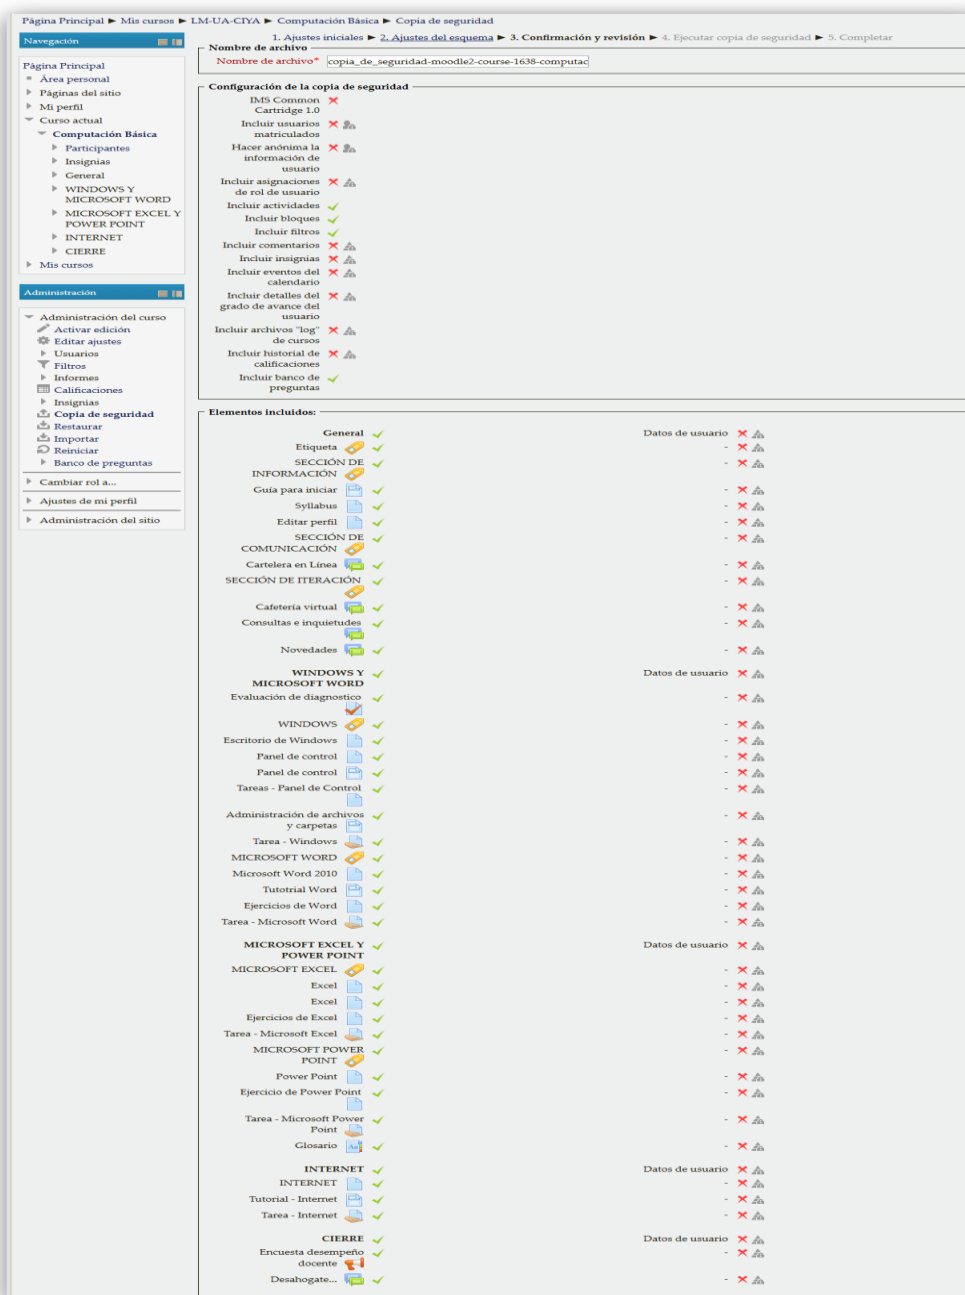 Página Principal ► Mis cursos ► LM-UA-CIYA ► Computación Básica ► Copia de seguridad
Navegación
Página Principal
Área personal
Páginas del sitio
Mi perfil
Curso actual
Computación Básica
Participantes
Insignias
General
WINDOWS Y
MICROSOFT WORD
MICROSOFT EXCEL Y
POWER POINT
INTERNET
CIERRE
Mis cursos
Administración
Administración del curso
Activar edición
Editar ajustes
Usuarios
Filtros
Informes
Calificaciones
Insignias
Copia de seguridad
Restaurar
Importar
Reiniciar
Banco de preguntas
Cambiar rol a...
Ajustes de mi perfil
Administración del sitio
1. Ajustes iniciales ► 2. Ajustes del esquema ► 3. Confirmación y revisión ► 4. Ejecutar copia de seguridad ► 5. Completar
Nombre de archivo
Nombre de archivo* copia_de_seguridad-moodle2-course-1638-computac
Configuración de la copia de seguridad
IMS Common
Cartridge 1.0
Incluir usuarios
matriculados
Hacer anónima la
información de
usuario
Incluir asignaciones
de rol de usuario
Incluir actividades
Incluir bloques
Incluir filtros
Incluir comentarios
Incluir insignias
Incluir eventos del
calendario
Incluir detalles del
grado de avance del
usuario
Incluir archivos "log"
de cursos
Incluir historial de
calificaciones
Incluir banco de
preguntas
Elementos incluidos:
General Datos de usuario
Etiqueta -
SECCIÓN DE -
INFORMACIÓN
Guía para iniciar -
Syllabus -
Editar perfil -
SECCIÓN DE -
COMUNICACIÓN
Cartelera en Línea -
SECCIÓN DE ITERACIÓN -
Cafetería virtual -
Consultas e inquietudes -
Novedades -
WINDOWS Y Datos de usuario
MICROSOFT WORD
Evaluación de diagnostico -
WINDOWS -
Escritorio de Windows -
Panel de control -
Panel de control -
Tareas - Panel de Control -
Administración de archivos -
y carpetas
Tarea - Windows -
MICROSOFT WORD -
Microsoft Word 2010 -
Tutotrial Word -
Ejercicios de Word -
Tarea - Microsoft Word -
MICROSOFT EXCEL Y Datos de usuario
POWER POINT
MICROSOFT EXCEL -
Excel -
Excel -
Ejercicios de Excel -
Tarea - Microsoft Excel -
MICROSOFT POWER -
POINT
Power Point -
Ejercicio de Power Point -
Tarea - Microsoft Power -
Point
Glosario -
INTERNET Datos de usuario
INTERNET -
Tutorial - Internet -
Tarea - Internet -
CIERRE Datos de usuario
Encuesta desempeño -
docente
Desahogate... -